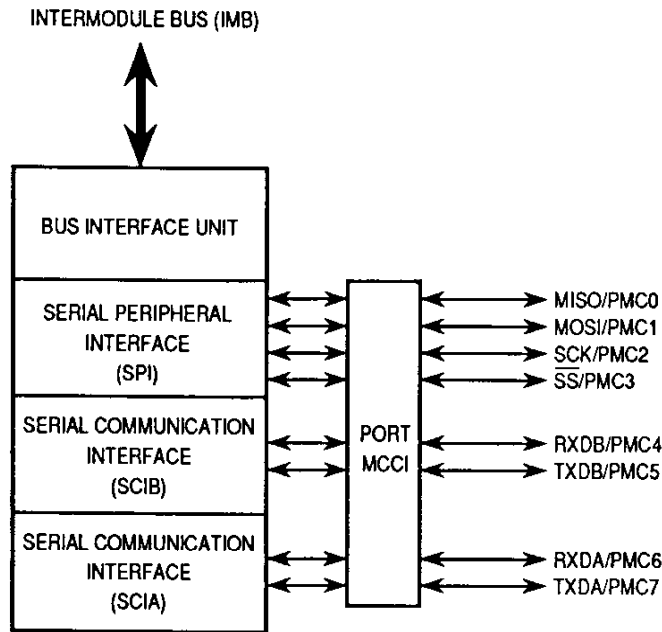 INTERMODULE BUS (IMB)
BUS INTERFACE UNIT
SERIAL PERIPHERAL
INTERFACE
(SPI)
SERIAL COMMUNICATION
INTERFACE
(SCIB)
SERIAL COMMUNICATION
INTERFACE
(SCIA)
PORT
MCCI
MISO/PMC0
MOSI/PMC1
SCK/PMC2
S̅S̅/PMC3
RXDB/PMC4
TXDB/PMC5
RXDA/PMC6
TXDA/PMC7